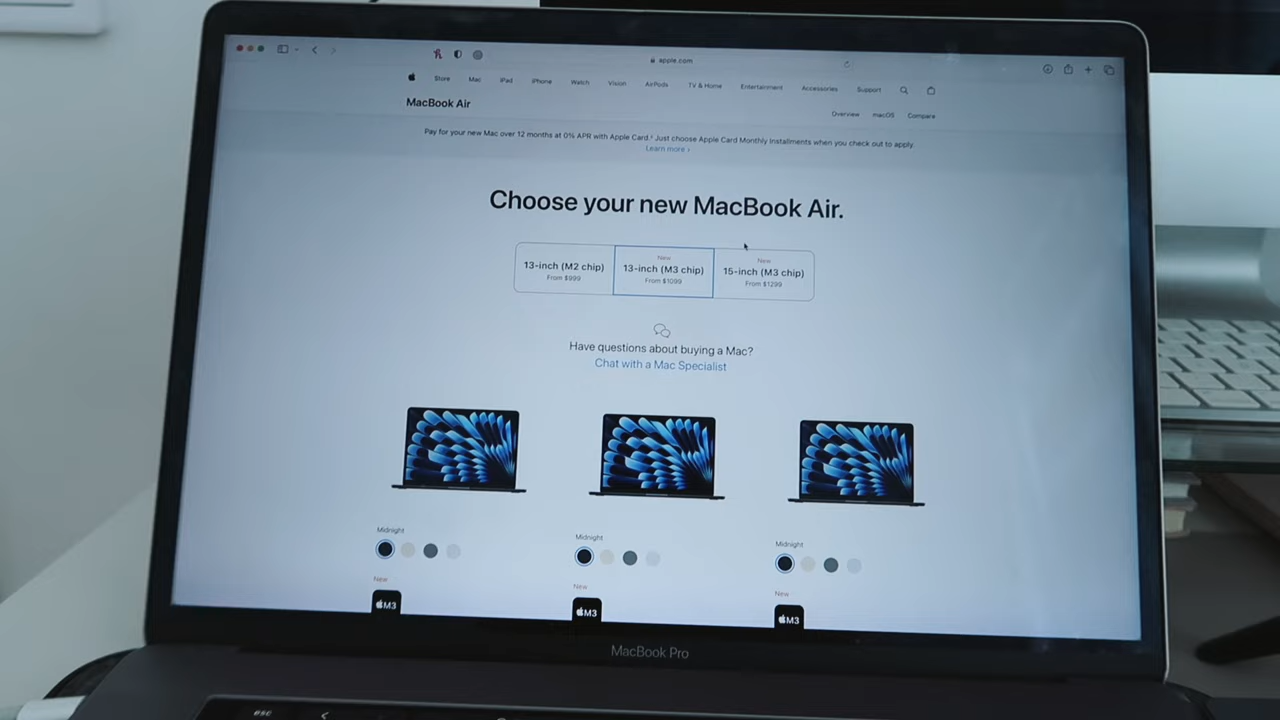 apple.com
Store Mac iPad iPhone Watch Vision AirPods TV & Home Entertainment Accessories Support
MacBook Air
Overview macOS Compare
Pay for your new Mac over 12 months at 0% APR with Apple Card.¹ Just choose Apple Card Monthly Installments when you check out to apply.
Learn more ›
Choose your new MacBook Air.
13-inch (M2 chip)
From $999
New
13-inch (M3 chip)
From $1099
New
15-inch (M3 chip)
From $1299
Have questions about buying a Mac?
Chat with a Mac Specialist
Midnight
Midnight
Midnight
New
New
New
M3
M3
M3
MacBook Pro
esc